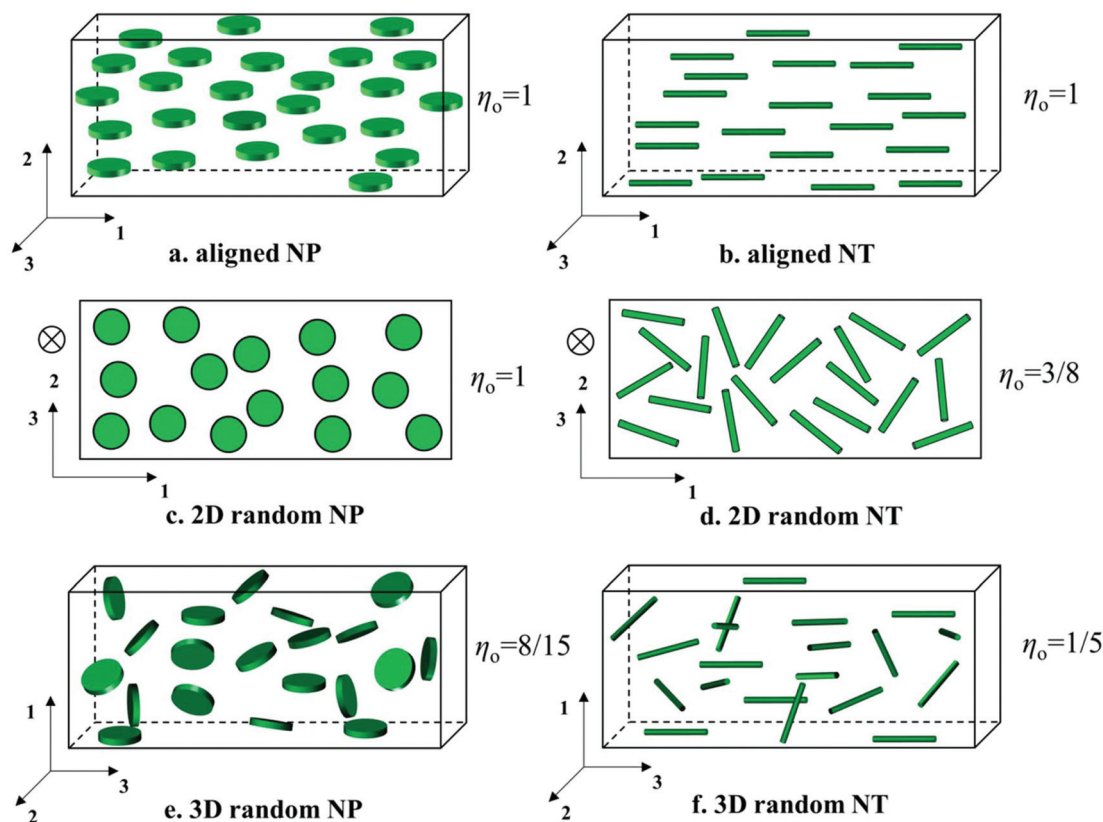 2
3
1
ηₒ=1
a. aligned NP
2
3
1
ηₒ=1
b. aligned NT
2
3
1
ηₒ=1
c. 2D random NP
2
3
1
ηₒ=3/8
d. 2D random NT
1
2
3
ηₒ=8/15
e. 3D random NP
1
2
3
ηₒ=1/5
f. 3D random NT